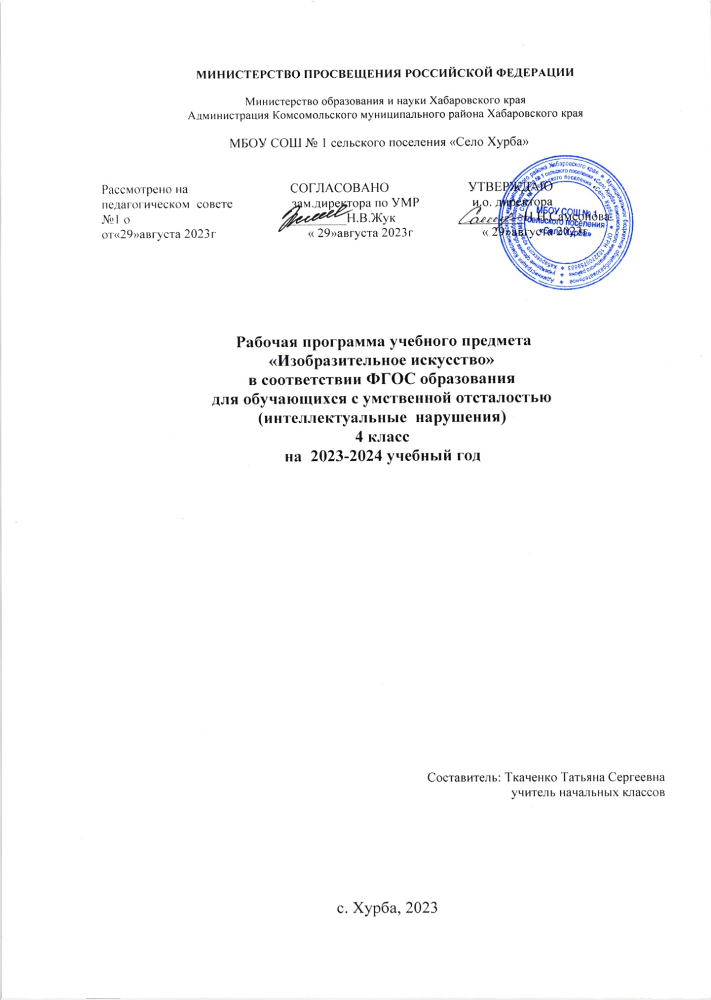 МИНИСТЕРСТВО ПРОСВЕЩЕНИЯ РОССИЙСКОЙ ФЕДЕРАЦИИ
Министерство образования и науки Хабаровского края
Администрация Комсомольского муниципального района Хабаровского края
МБОУ СОШ № 1 сельского поселения «Село Хурба»
Рассмотрено на
педагогическом совете
№1 о
от«29»августа 2023г
СОГЛАСОВАНО
зам.директора по УМР
Н.В.Жук
« 29»августа 2023г
УТВЕРЖДАЮ
и.о. директора
Н.Н.Самсонова
« 29»августа 2023г
МБОУ СОШ № 1
сельского поселения
«Село Хурба»
Рабочая программа учебного предмета
«Изобразительное искусство»
в соответствии ФГОС образования
для обучающихся с умственной отсталостью
(интеллектуальные нарушения)
4 класс
на 2023-2024 учебный год
Составитель: Ткаченко Татьяна Сергеевна
учитель начальных классов
с. Хурба, 2023